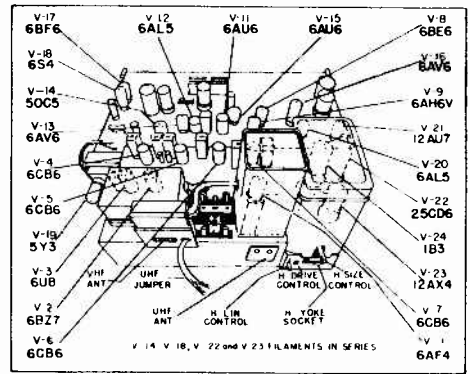 V-17
6BF6
V-12
6AL5
V-11
6AU6
V-15
6AU6
V-8
6BE6
V-18
6S4
V-16
6AV6
V-14
50C5
V-9
6AH6V
V-13
6AV6
V-21
12AU7
V-4
6CB6
V-20
6AL5
V-5
6CB6
V-22
25CD6
V-19
5Y3
V-24
1B3
V-3
6U8
VHF
ANT
UHF
JUMPER
H DRIVE
CONTROL
H SIZE
CONTROL
V-23
12AX4
V-2
6BZ7
UHF
ANT
H LIN
CONTROL
H YOKE
SOCKET
V-7
6CB6
V-6
6CB6
V-1
6AF4
V-14 V-18, V-22 and V-23 FILAMENTS IN SERIES